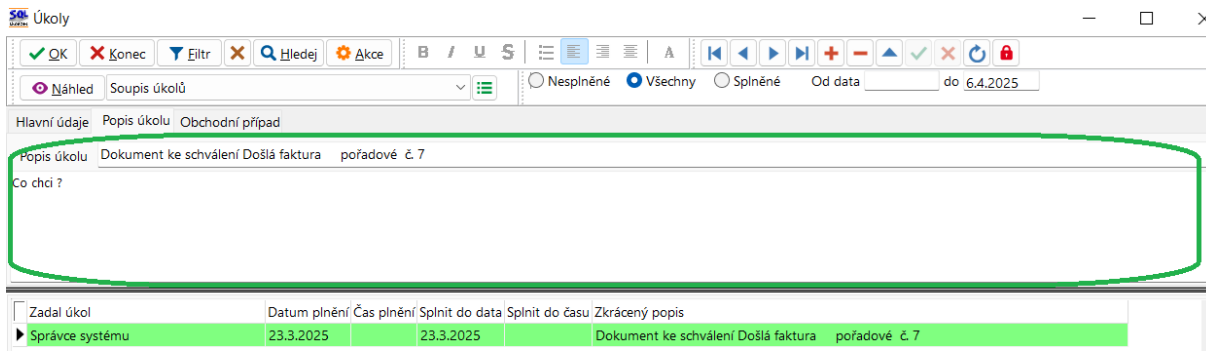 SQL Úkoly
OK Konec Filtr Hledej Akce B I U S A
Náhled Soupis úkolů Nesplněné Všechny Splněné Od data do 6.4.2025
Hlavní údaje Popis úkolu Obchodní případ
Popis úkolu Dokument ke schválení Došlá faktura pořadové č. 7
Co chci ?
Zadal úkol Datum plnění Čas plnění Splnit do data Splnit do času Zkrácený popis
Správce systému 23.3.2025 23.3.2025 Dokument ke schválení Došlá faktura pořadové č. 7